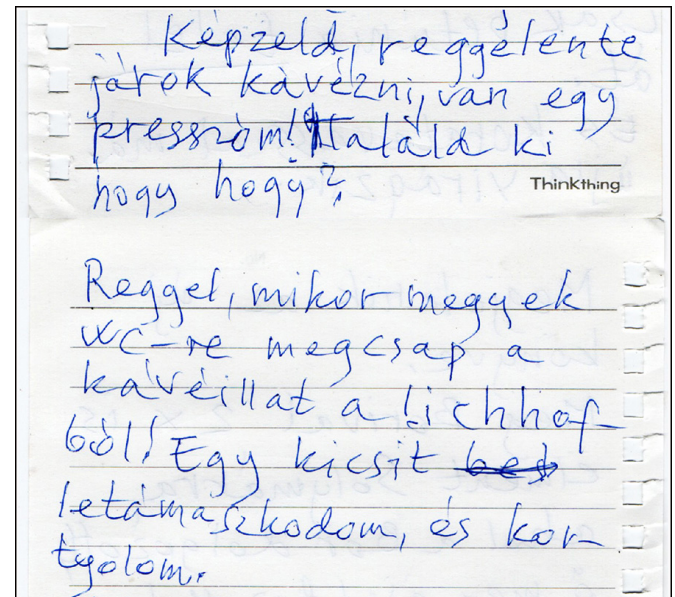 Képzeld, reggelente
járok kávézni, van egy
presszóm! Találd ki
hogy hogy?
Thinkthing
Reggel, mikor megyek
WC-re megcsap a
kávéillat a lichhof-
ból! Egy kicsit
letámaszkodom, és kor-
tyolom.